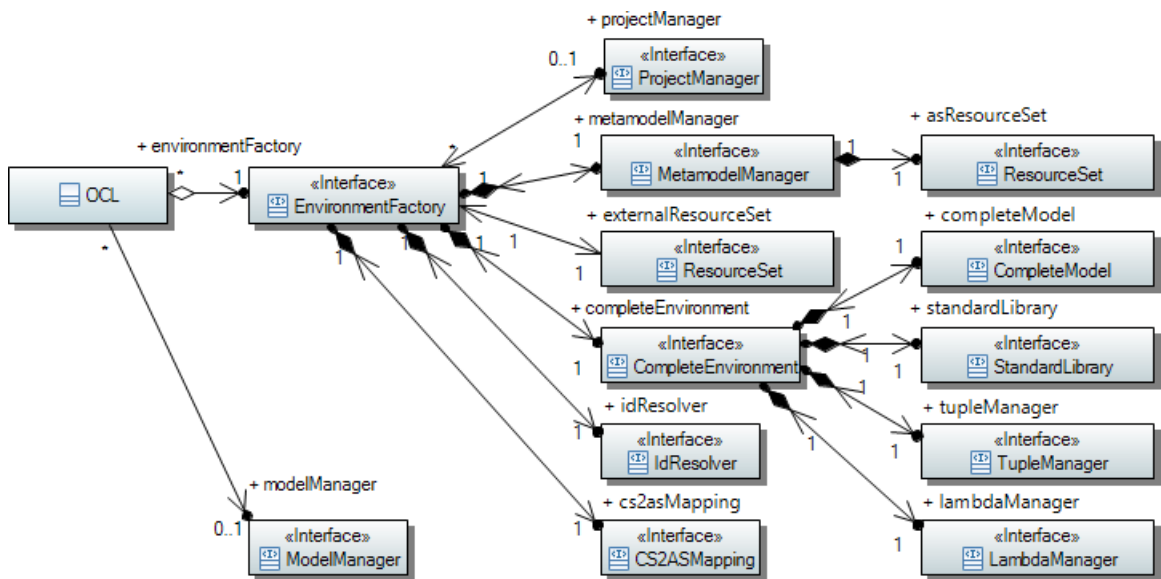 + projectManager
0..1
«Interface»
ProjectManager
*
+ metamodelManager
1
«Interface»
MetamodelManager
1
1
+ asResourceSet
1
«Interface»
ResourceSet
OCL
*
+ environmentFactory
1
«Interface»
EnvironmentFactory
+ externalResourceSet
1
1
«Interface»
ResourceSet
+ completeModel
1
1
«Interface»
CompleteModel
+ completeEnvironment
1
1
«Interface»
CompleteEnvironment
+ standardLibrary
1
1
«Interface»
StandardLibrary
+ idResolver
1
1
«Interface»
IdResolver
+ tupleManager
1
1
«Interface»
TupleManager
*
+ modelManager
0..1
«Interface»
ModelManager
+ cs2asMapping
1
1
«Interface»
CS2ASMapping
+ lambdaManager
1
1
«Interface»
LambdaManager